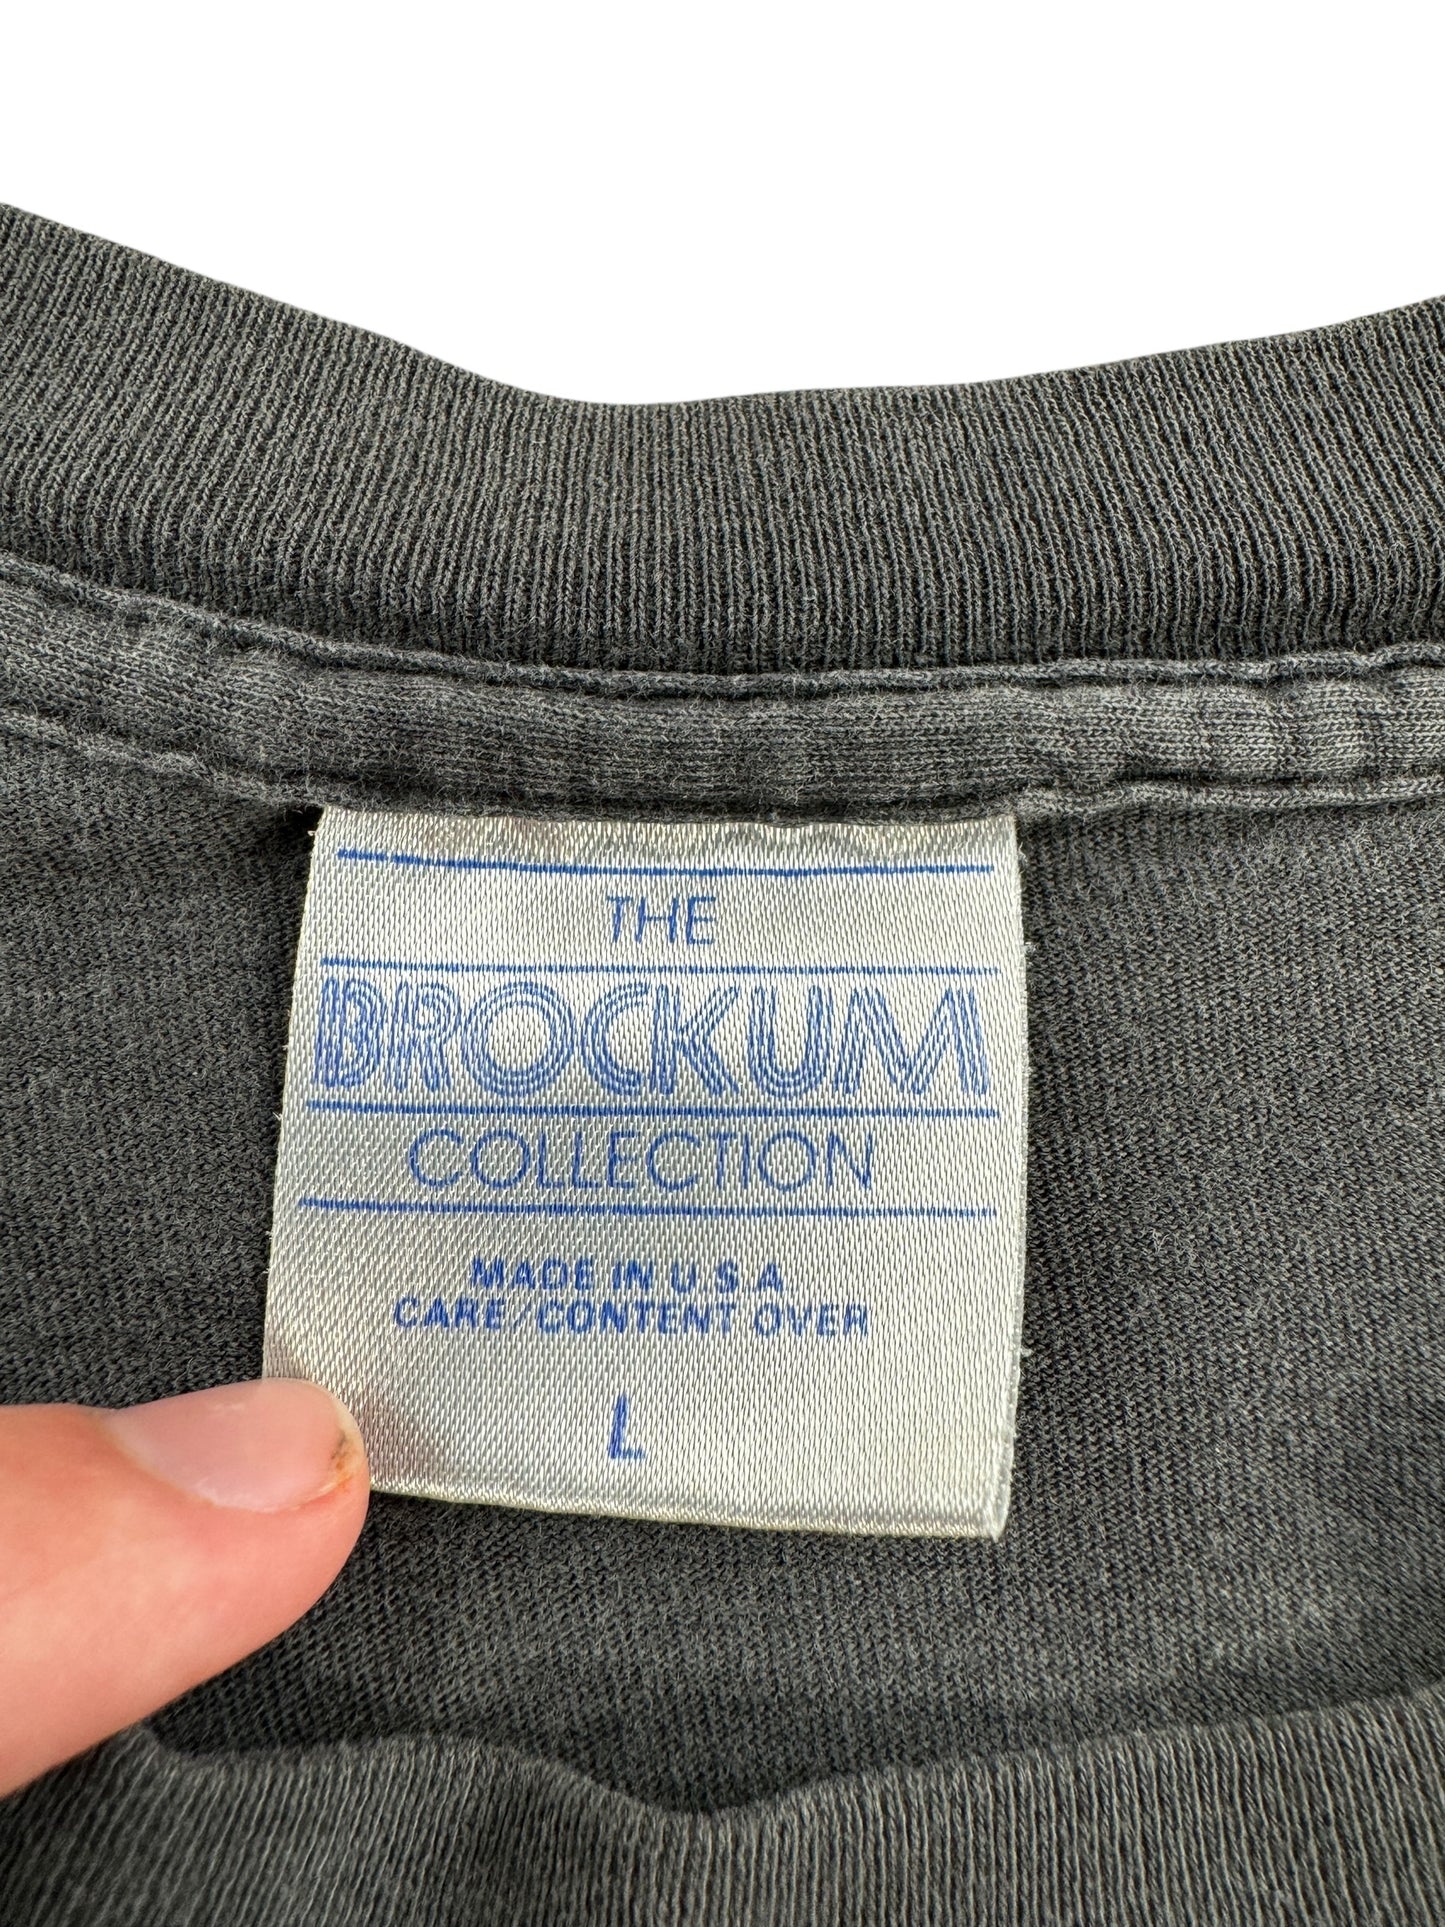 THE
BROCKUM
COLLECTION
MADE IN U S A
CARE/CONTENT OVER
L